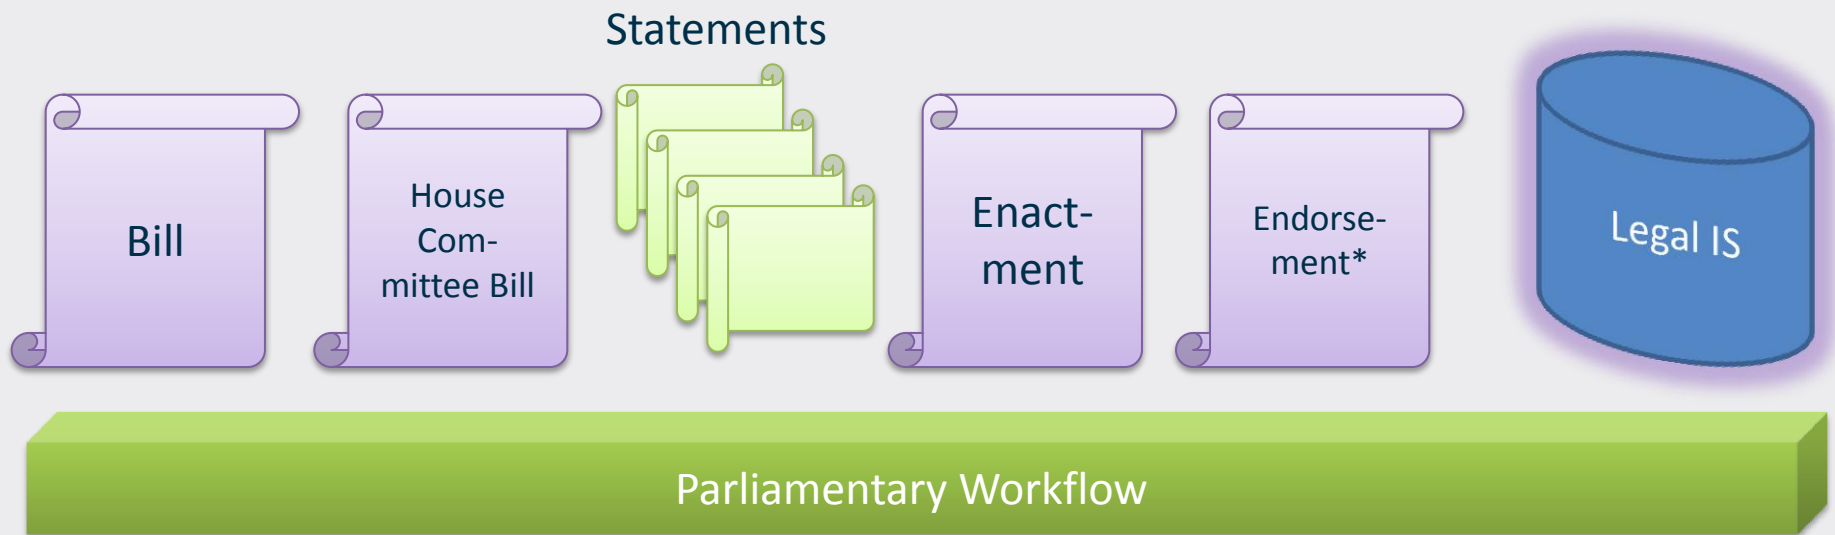 Statements
Bill
House
Com-
mittee Bill
Enact-
ment
Endorse-
ment*
Legal IS
Parliamentary Workflow